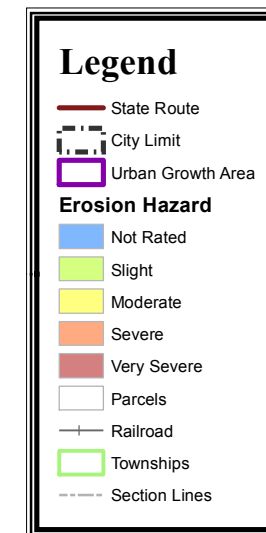 Legend
State Route
City Limit
Urban Growth Area
Erosion Hazard
Not Rated
Slight
Moderate
Severe
Very Severe
Parcels
Railroad
Townships
Section Lines